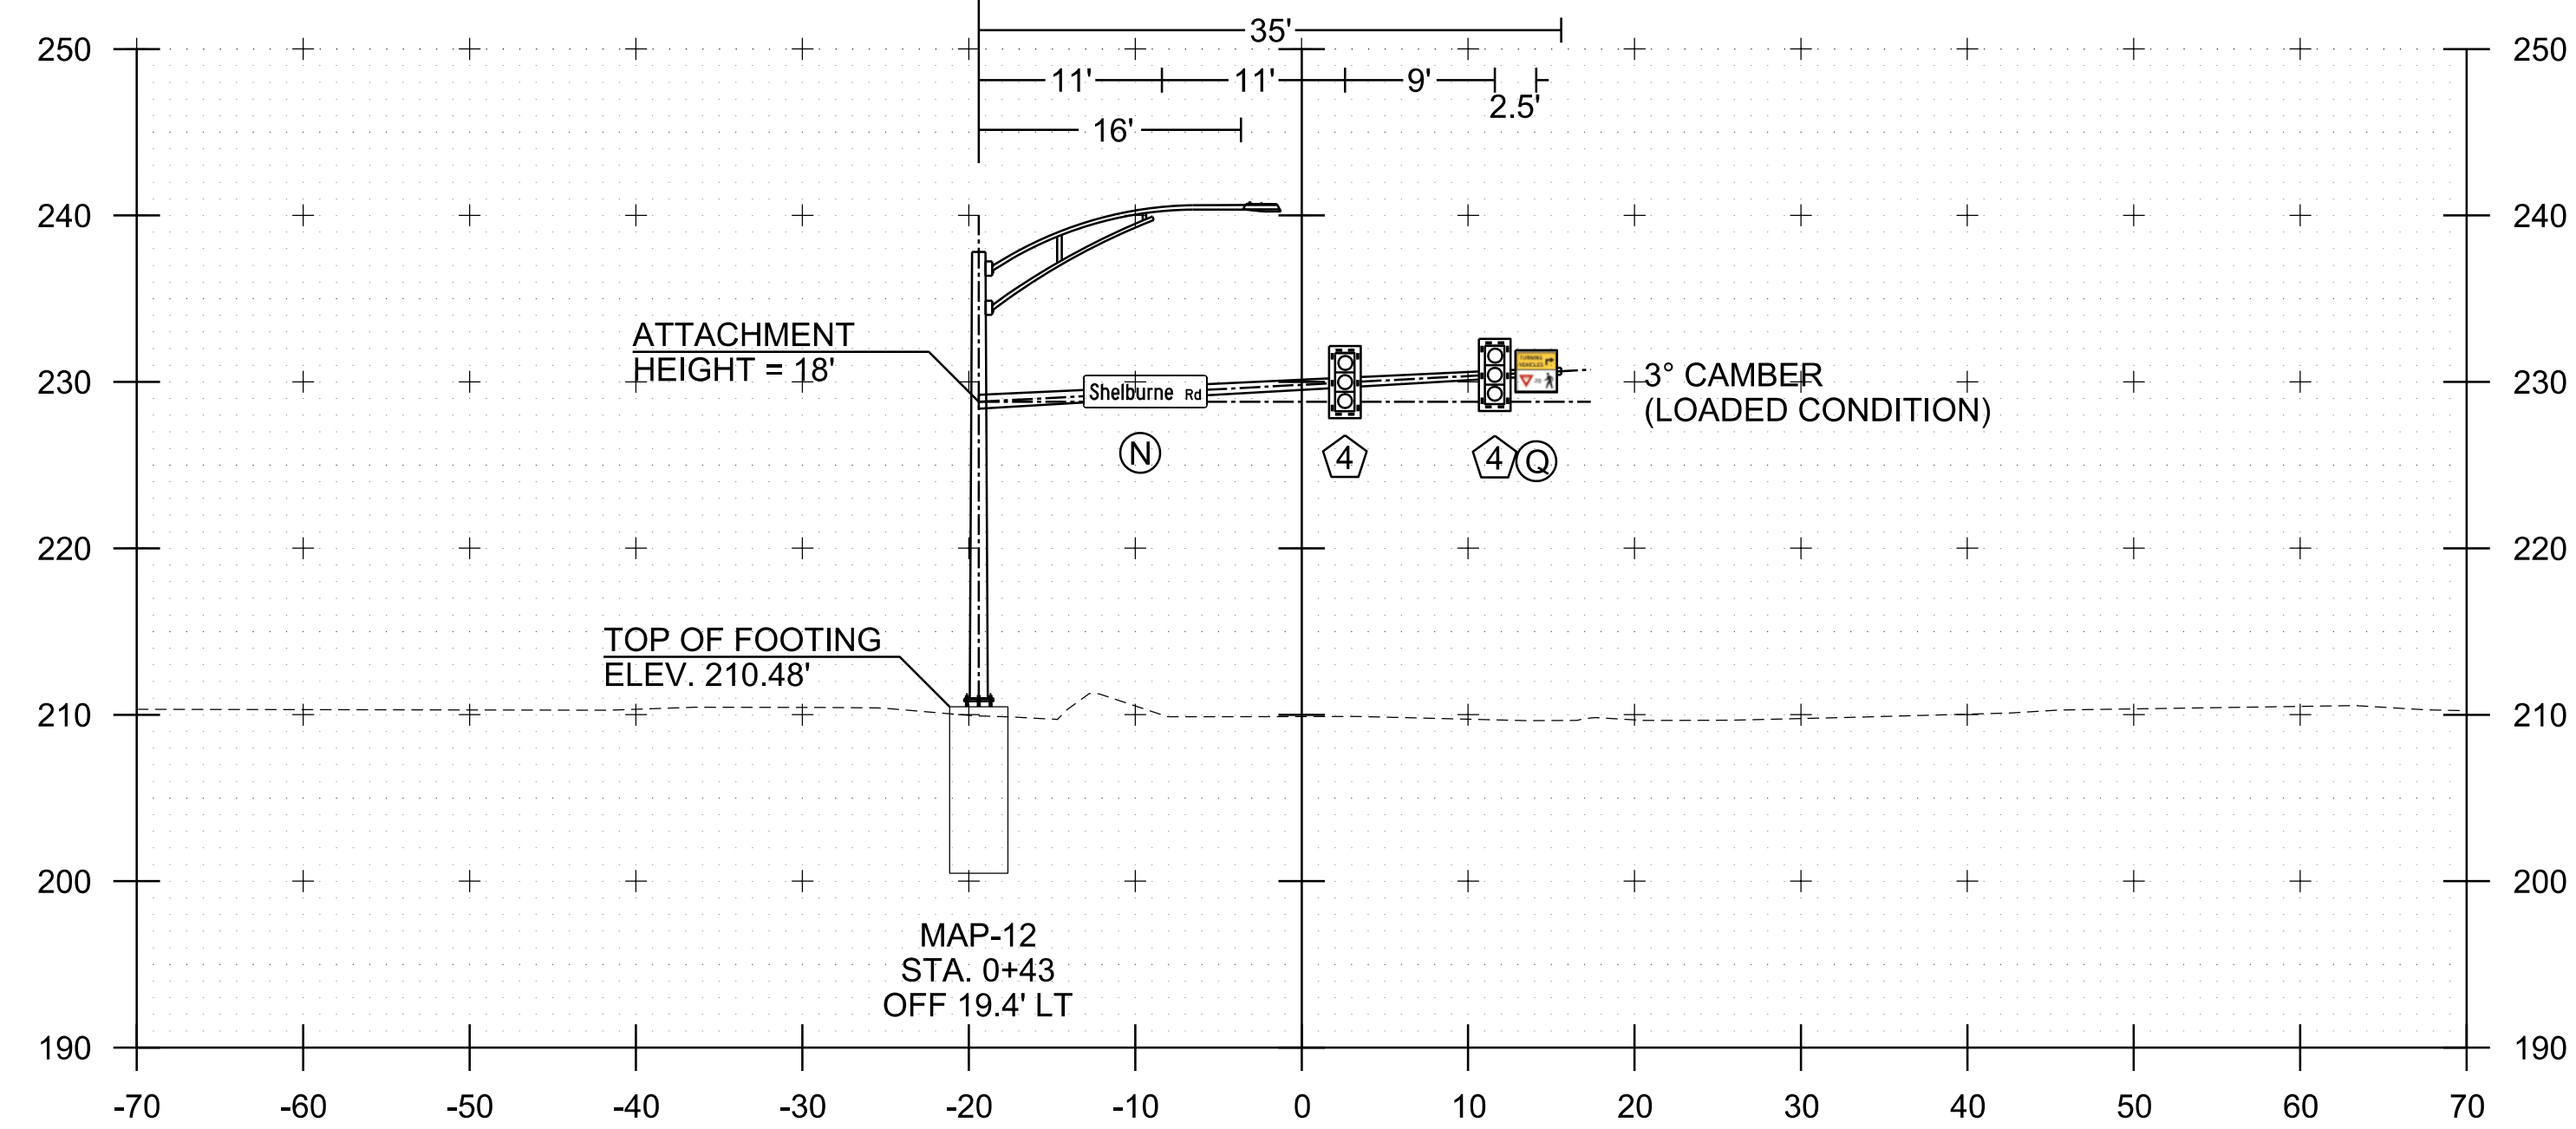 35'
250
250
11'
11'
9'
2.5'
16'
240
240
ATTACHMENT
HEIGHT = 18'
230
230
Shelburne Rd
TURNING
VEHICLES
3° CAMBER
(LOADED CONDITION)
N
4
4
Q
220
220
TOP OF FOOTING
ELEV. 210.48'
210
210
200
200
MAP-12
STA. 0+43
OFF 19.4' LT
190
190
-70 -60 -50 -40 -30 -20 -10 0 10 20 30 40 50 60 70